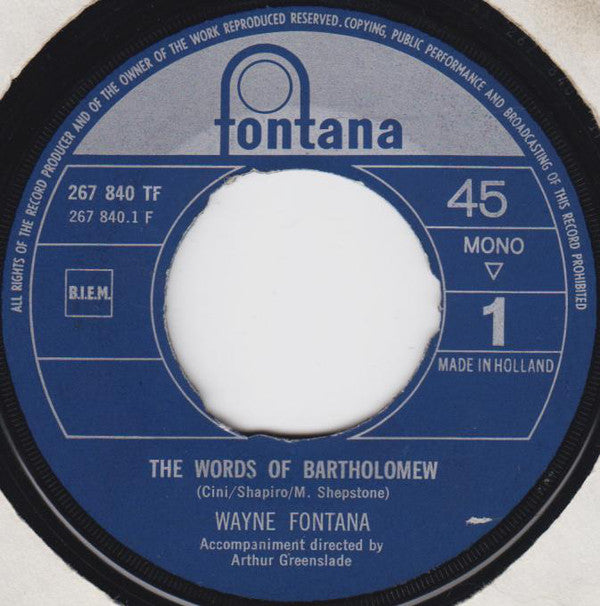 ALL RIGHTS OF THE RECORD PRODUCER AND OF THE OWNER OF THE WORK REPRODUCED RESERVED. COPYING, PUBLIC PERFORMANCE AND BROADCASTING OF THIS RECORD PROHIBITED
fontana
267 840 TF
267 840.1 F
B.I.E.M.
45
MONO
1
MADE IN HOLLAND
THE WORDS OF BARTHOLOMEW
(Cini/Shapiro/M. Shepstone)
WAYNE FONTANA
Accompaniment directed by
Arthur Greenslade